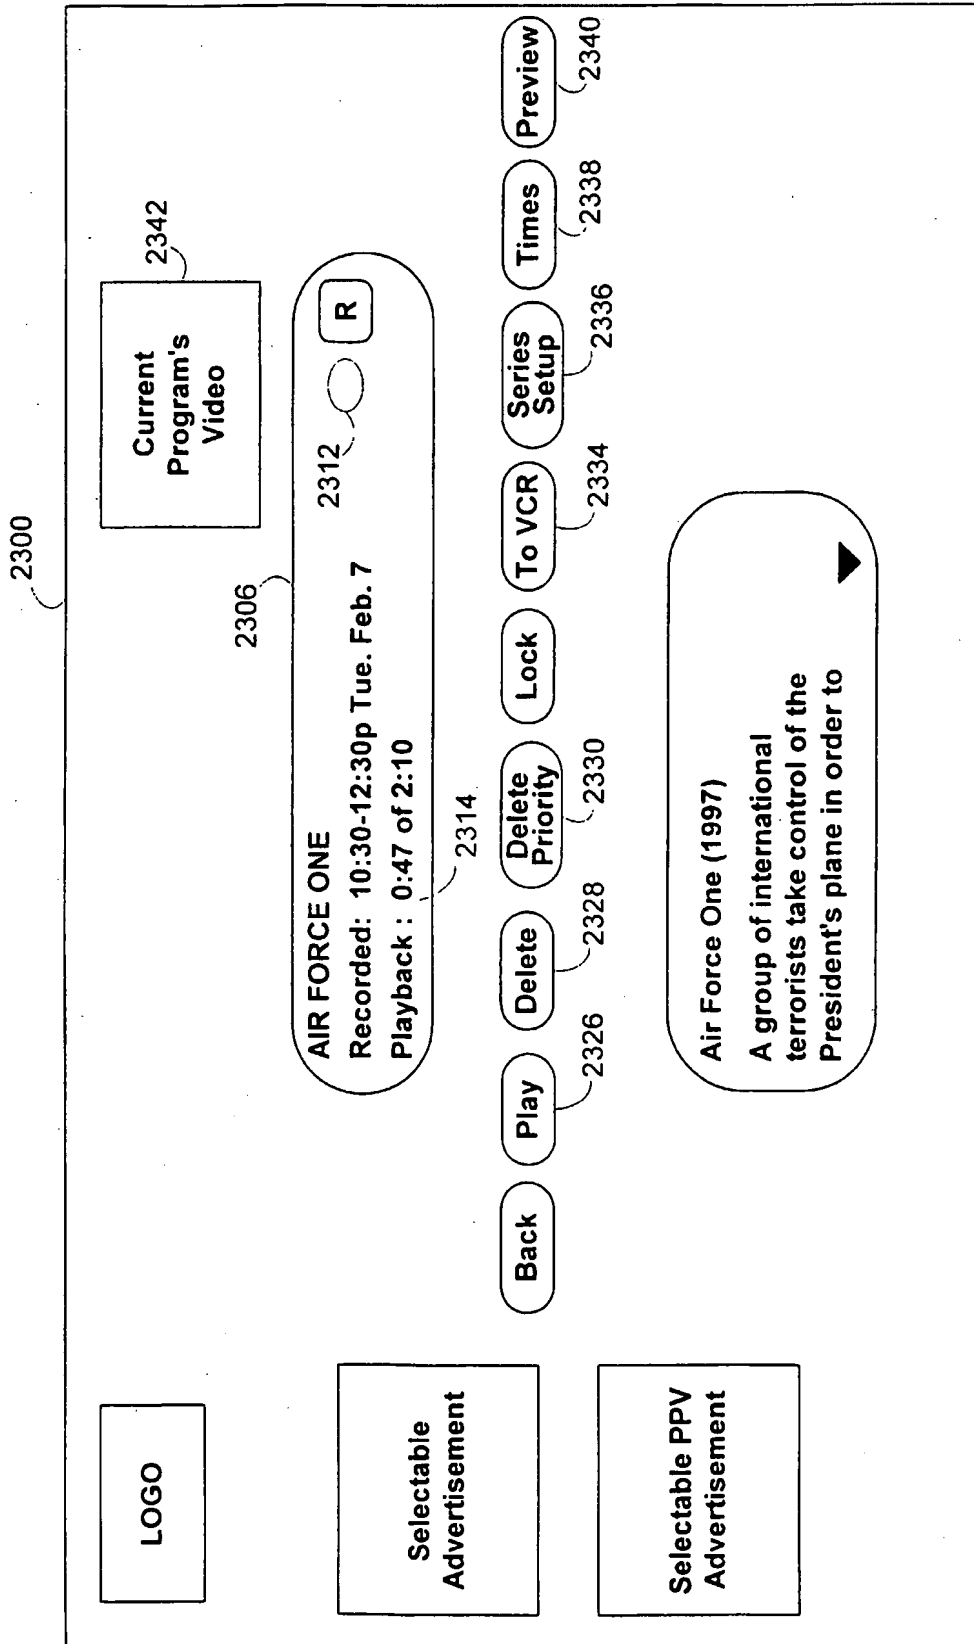 2300
LOGO
Current
Program's
Video
2342
2306
AIR FORCE ONE
Recorded: 10:30-12:30p Tue. Feb. 7
Playback : 0:47 of 2:10
2312
R
2314
Selectable
Advertisement
Back
Play
Delete
Delete
Priority
Lock
To VCR
Series
Setup
Times
Preview
2326
2328
2330
2334
2336
2338
2340
Selectable PPV
Advertisement
Air Force One (1997)
A group of international
terrorists take control of the
President's plane in order to